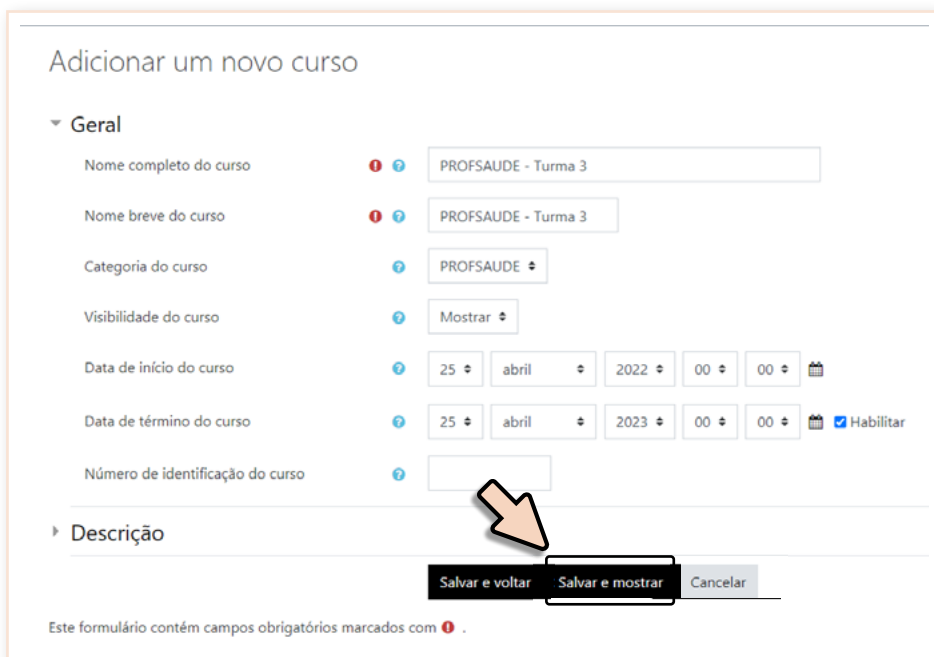 Adicionar um novo curso
Geral
Nome completo do curso PROFSAUDE - Turma 3
Nome breve do curso PROFSAUDE - Turma 3
Categoria do curso PROFSAUDE
Visibilidade do curso Mostrar
Data de início do curso 25 abril 2022 00 00
Data de término do curso 25 abril 2023 00 00 Habilitar
Número de identificação do curso
Descrição
Salvar e voltar Salvar e mostrar Cancelar
Este formulário contém campos obrigatórios marcados com .